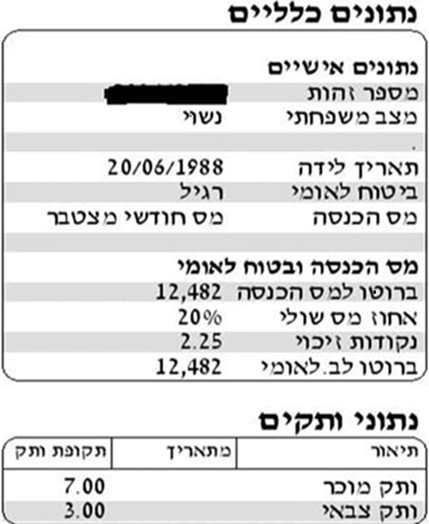 נתונים כלליים
נתונים אישיים
מספר זהות
מצב משפחתי נשוי
.
תאריך לידה 20/06/1988
ביטוח לאומי רגיל
מס הכנסה מס חודשי מצטבר
מס הכנסה ובטוח לאומי
ברוטו למס הכנסה 12,482
אחוז מס שולי 20%
נקודות זיכוי 2.25
ברוטו לב.לאומי 12,482
נתוני ותקים
תיאור מתאריך תקופת ותק
ותק מוכר 7.00
ותק צבאי 3.00